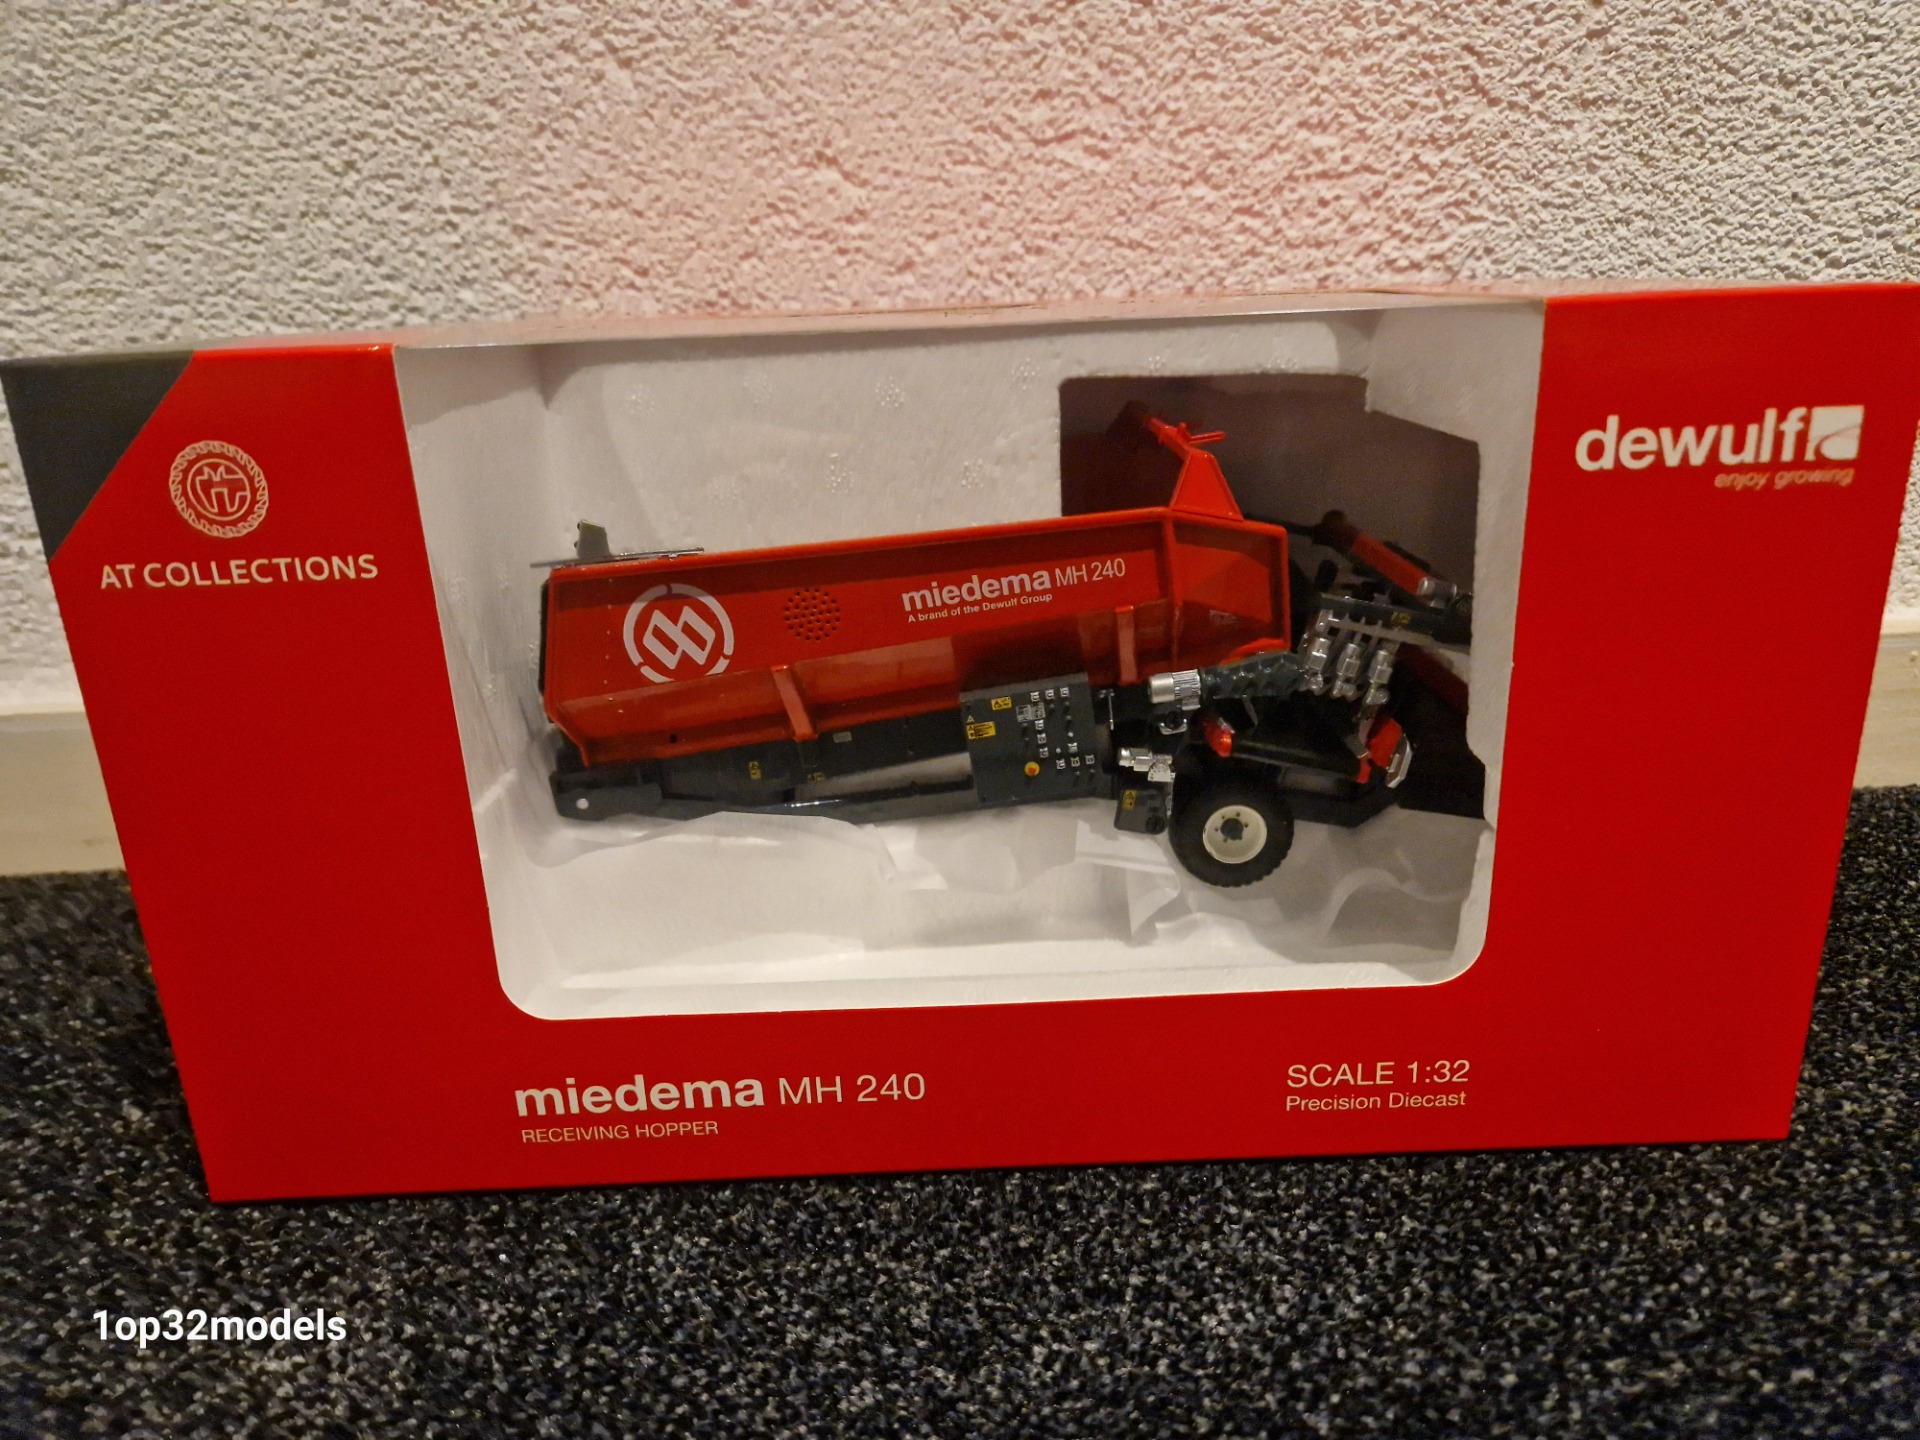 AT COLLECTIONS
dewulf
enjoy growing
miedema MH 240
A brand of the Dewulf Group
miedema MH 240
RECEIVING HOPPER
SCALE 1:32
Precision Diecast
1op32models